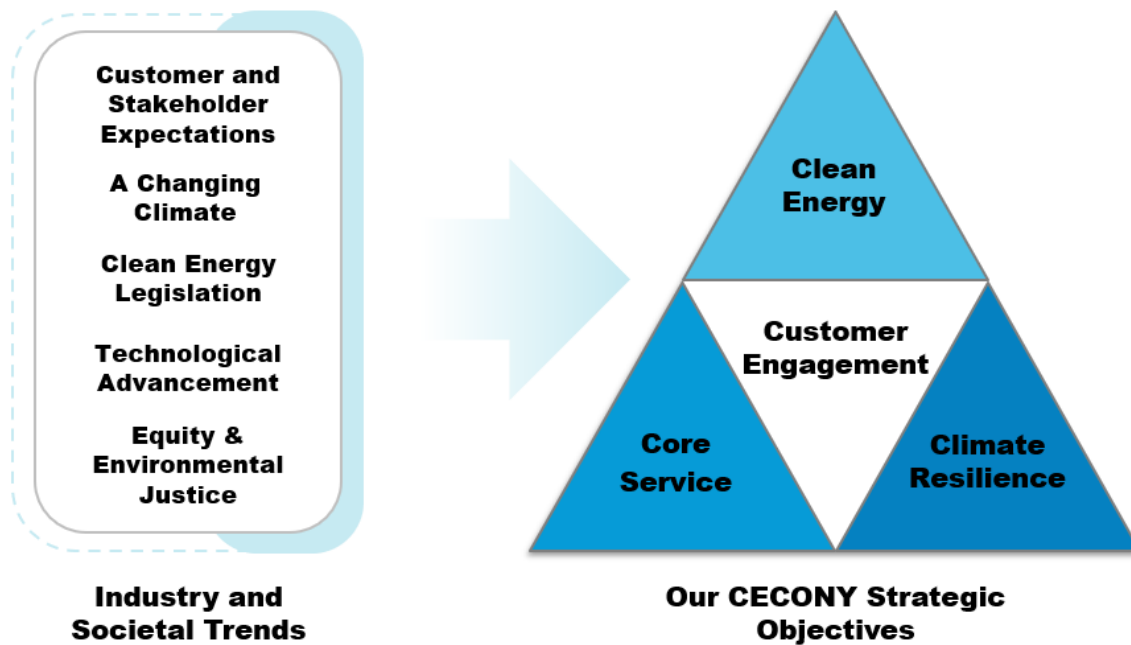 Customer and
Stakeholder
Expectations
A Changing
Climate
Clean Energy
Legislation
Technological
Advancement
Equity &
Environmental
Justice
Industry and
Societal Trends
Clean
Energy
Customer
Engagement
Core
Service
Climate
Resilience
Our CECONY Strategic
Objectives